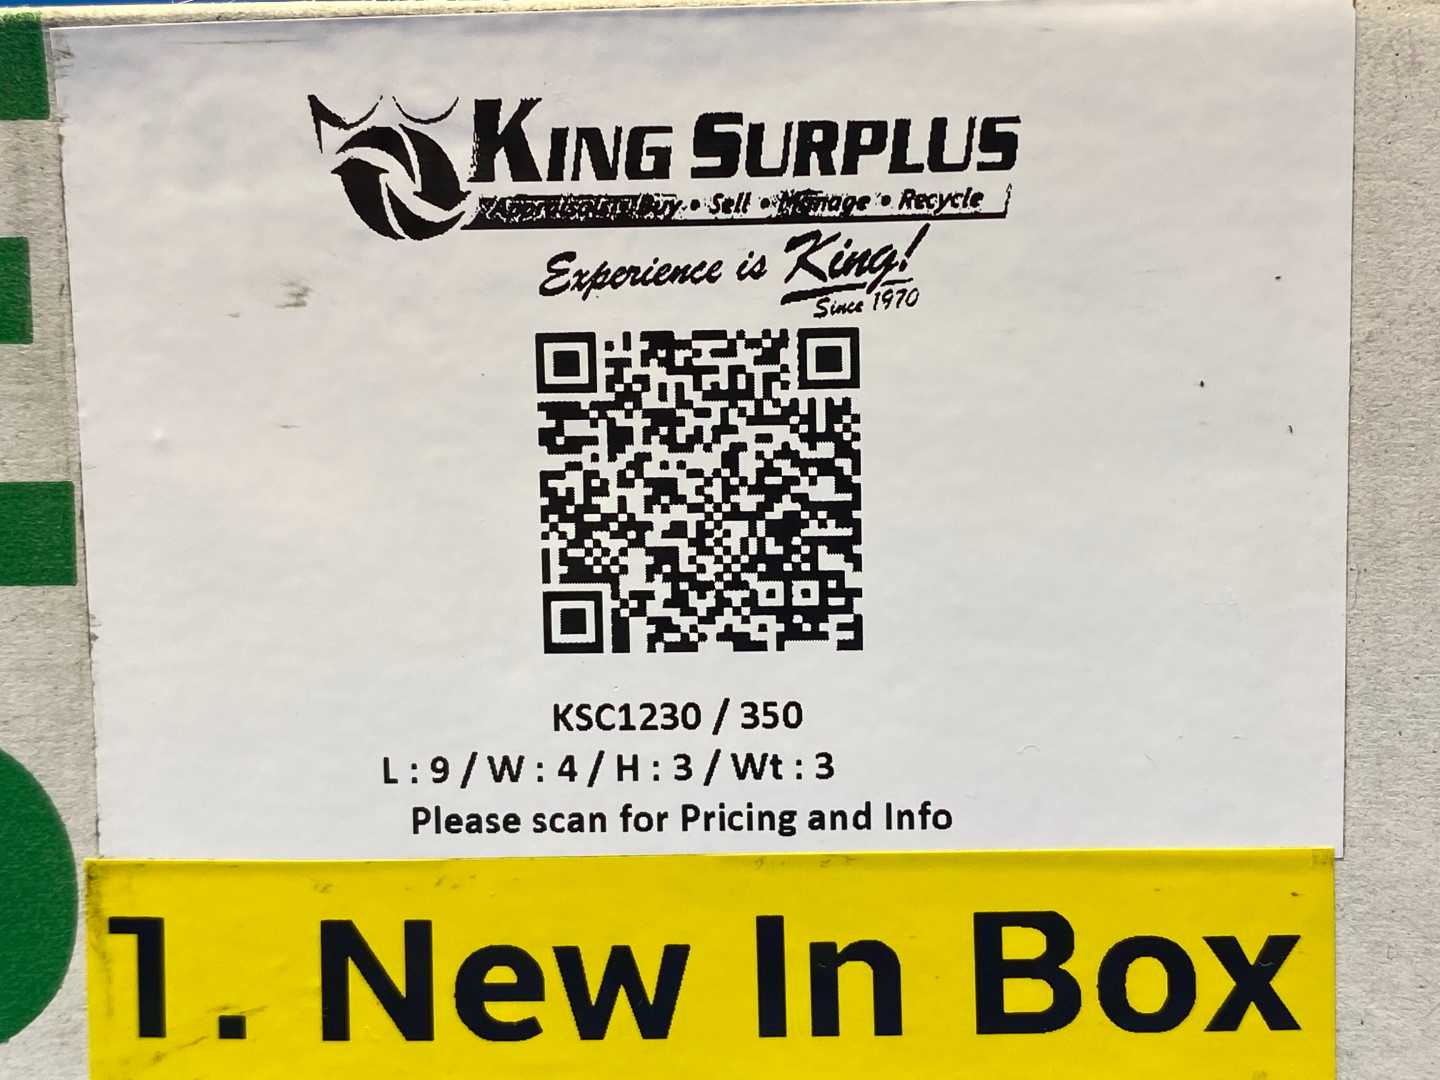 KING SURPLUS
Appraisals • Buy • Sell • Manage • Recycle
Experience is King!
Since 1970
KSC1230 / 350
L : 9 / W : 4 / H : 3 / Wt : 3
Please scan for Pricing and Info
1. New In Box